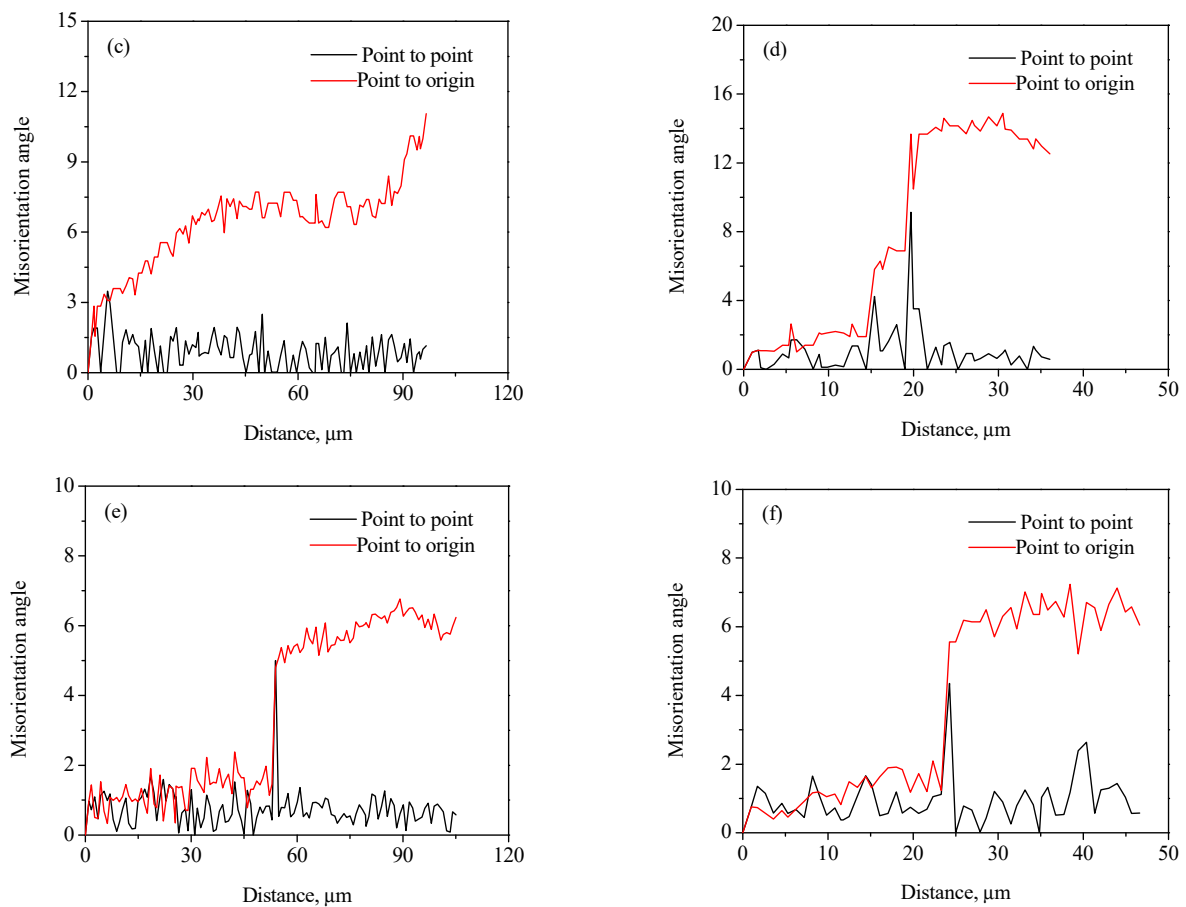 (c)
Point to point
Point to origin
15
12
9
6
3
0
0 30 60 90 120
Misorientation angle
Distance, μm
(d)
Point to point
Point to origin
20
16
12
8
4
0
0 10 20 30 40 50
Misorientation angle
Distance, μm
(e)
Point to point
Point to origin
10
8
6
4
2
0
0 30 60 90 120
Misorientation angle
Distance, μm
(f)
Point to point
Point to origin
10
8
6
4
2
0
0 10 20 30 40 50
Misorientation angle
Distance, μm